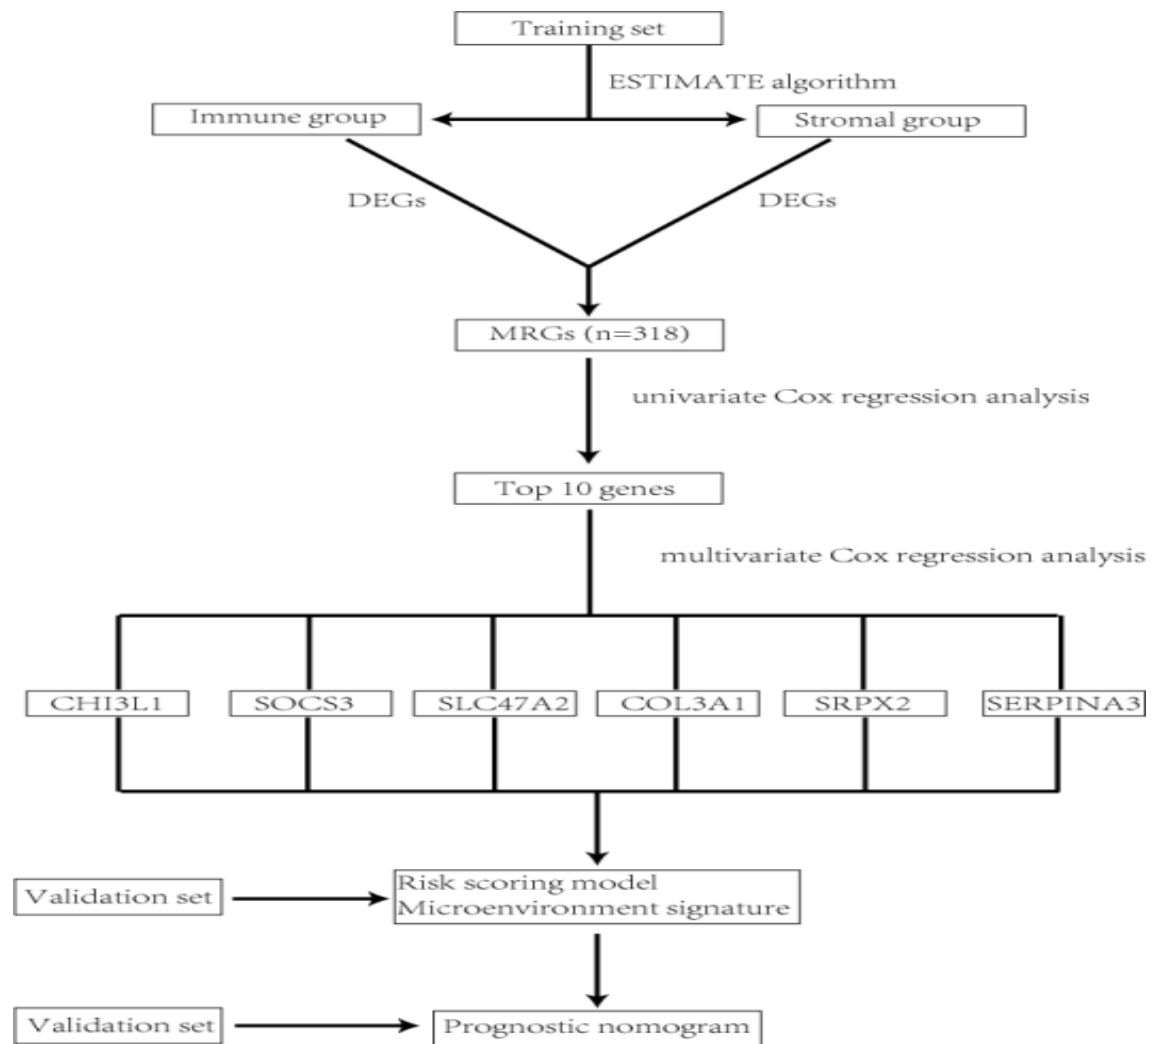 Training set
ESTIMATE algorithm
Immune group
Stromal group
DEGs
DEGs
MRGs (n=318)
univariate Cox regression analysis
Top 10 genes
multivariate Cox regression analysis
CHI3L1
SOCS3
SLC47A2
COL3A1
SRPX2
SERPINA3
Validation set
Risk scoring model
Microenvironment signature
Validation set
Prognostic nomogram